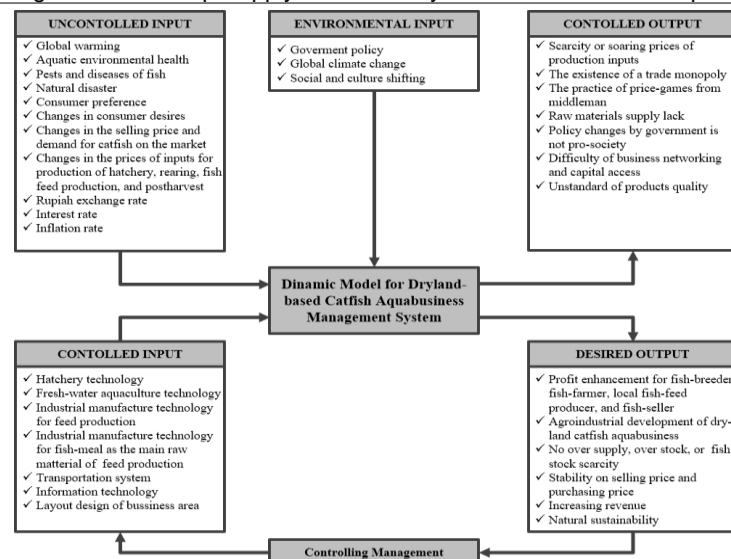 UNCONTOLLED INPUT
✓ Global warming
✓ Aquatic environmental health
✓ Pests and diseases of fish
✓ Natural disaster
✓ Consumer preference
✓ Changes in consumer desires
✓ Changes in the selling price and
demand for catfish on the market
✓ Changes in the prices of inputs for
production of hatchery, rearing, fish
feed production, and postharvest
✓ Rupiah exchange rate
✓ Interest rate
✓ Inflation rate
ENVIRONMENTAL INPUT
✓ Goverment policy
✓ Global climate change
✓ Social and culture shifting
CONTOLLED OUTPUT
✓ Scarcity or soaring prices of
production inputs
✓ The existence of a trade monopoly
✓ The practice of price-games from
middleman
✓ Raw materials supply lack
✓ Policy changes by government is
not pro-society
✓ Difficulty of business networking
and capital access
✓ Unstandard of products quality
Dinamic Model for Dryland-
based Catfish Aquabusiness
Management System
CONTOLLED INPUT
✓ Hatchery technology
✓ Fresh-water aquaculture technology
✓ Industrial manufacture technology
for feed production
✓ Industrial manufacture technology
for fish-meal as the main raw
matterial of feed production
✓ Transportation system
✓ Information technology
✓ Layout design of bussiness area
DESIRED OUTPUT
✓ Profit enhancement for fish-breeder
fish-farmer, local fish-feed
producer, and fish-seller
✓ Agroindustrial development of dry-
land catfish aquabusiness
✓ No over supply, over stock, or fish
stock scarcity
✓ Stability on selling price and
purchasing price
✓ Increasing revenue
✓ Natural sustainability
Controlling Management